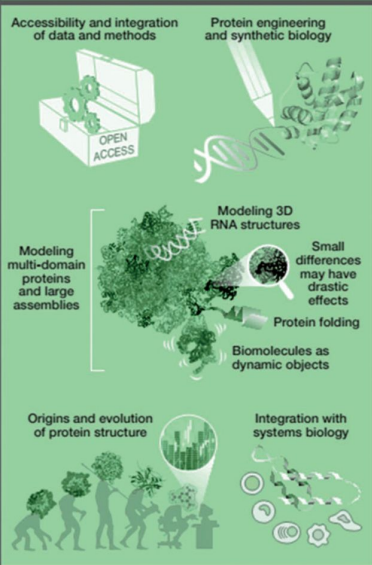 Accessibility and integration
of data and methods
Protein engineering
and synthetic biology
OPEN
ACCESS
Modeling 3D
RNA structures
Modeling
multi-domain
proteins
and large
assemblies
Small
differences
may have
drastic
effects
Protein folding
Biomolecules as
dynamic objects
Origins and evolution
of protein structure
Integration with
systems biology